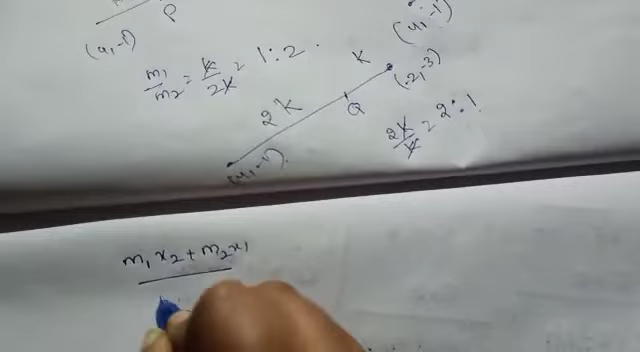 P
(4,-1)
m₁/m₂ = k/2k = 1:2.
(4,-1)
K
(-2,-3)
2K
Q
2K/K = 2:1
(4,-1).
m₁x₂ + m₂x₁